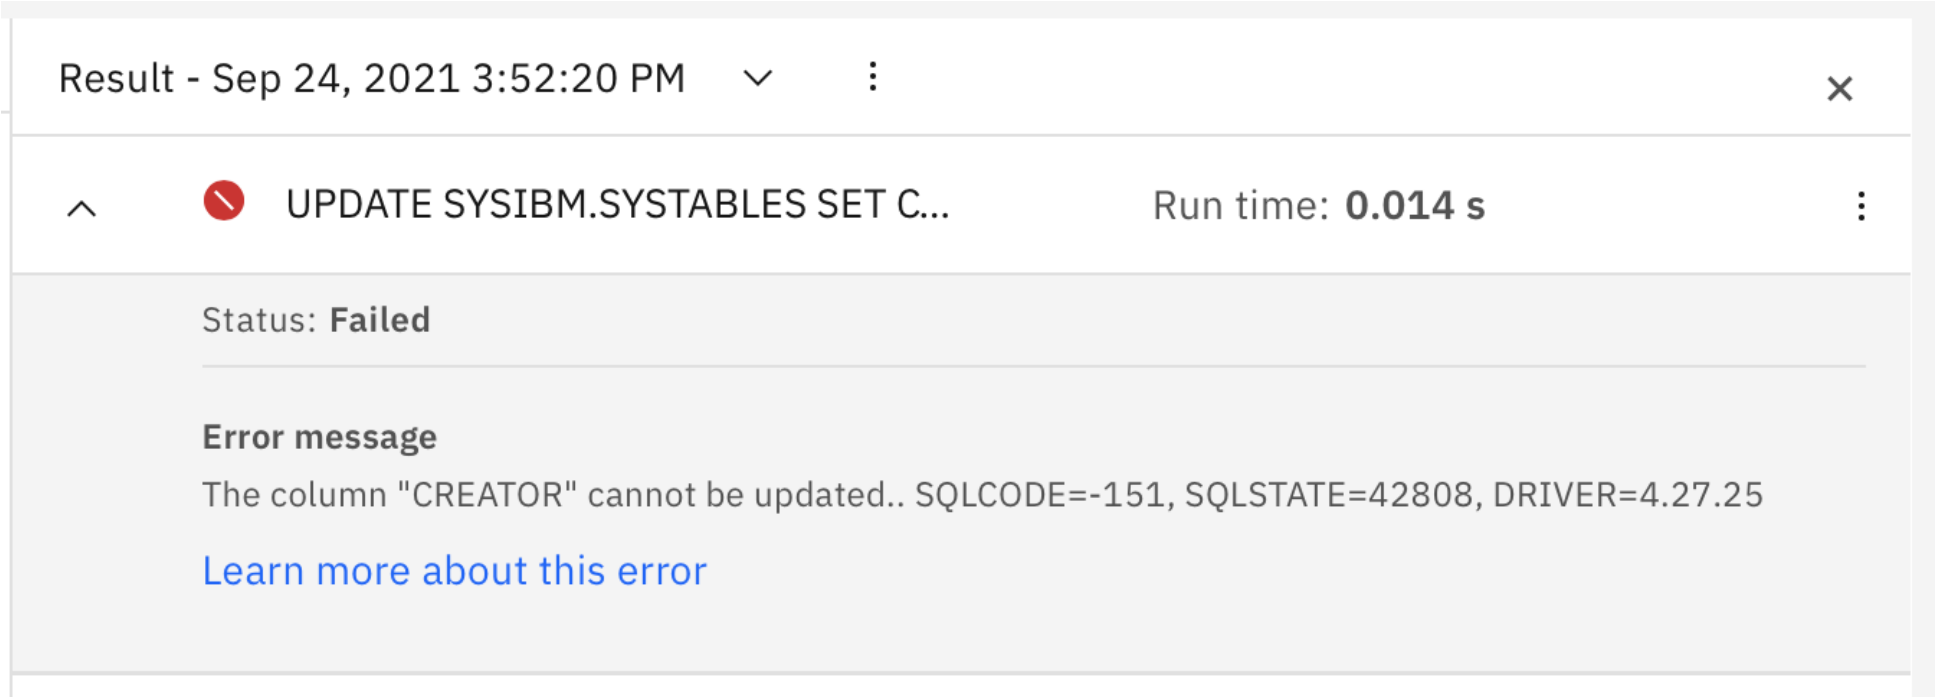 Result - Sep 24, 2021 3:52:20 PM
UPDATE SYSIBM.SYSTABLES SET C... Run time: 0.014 s
Status: Failed
Error message
The column "CREATOR" cannot be updated.. SQLCODE=-151, SQLSTATE=42808, DRIVER=4.27.25
Learn more about this error